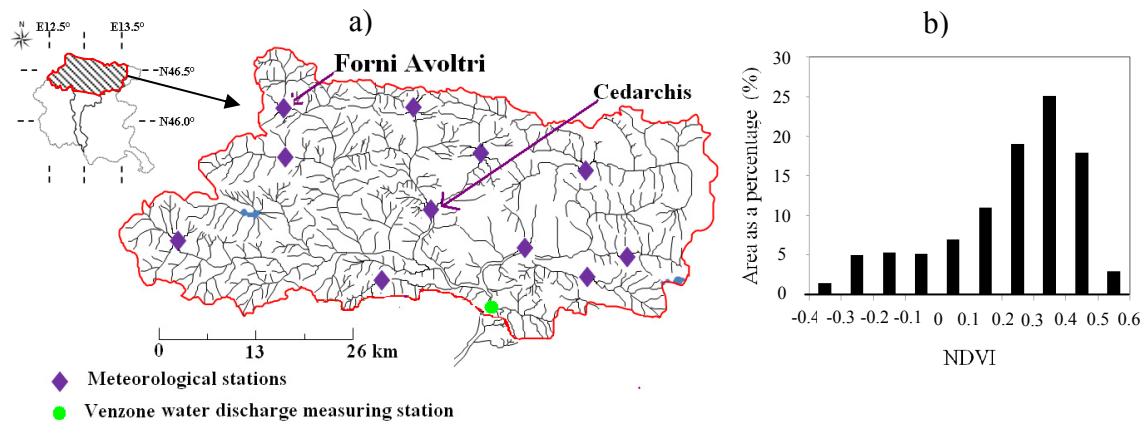 a)
b)
N
E12.5°
E13.5°
N46.5°
N46.0°
Forni Avoltri
Cedarchis
0
13
26 km
Meteorological stations
Venzone water discharge measuring station
Area as a percentage (%)
30
25
20
15
10
5
0
-0.4
-0.3
-0.2
-0.1
0
0.1
0.2
0.3
0.4
0.5
0.6
NDVI